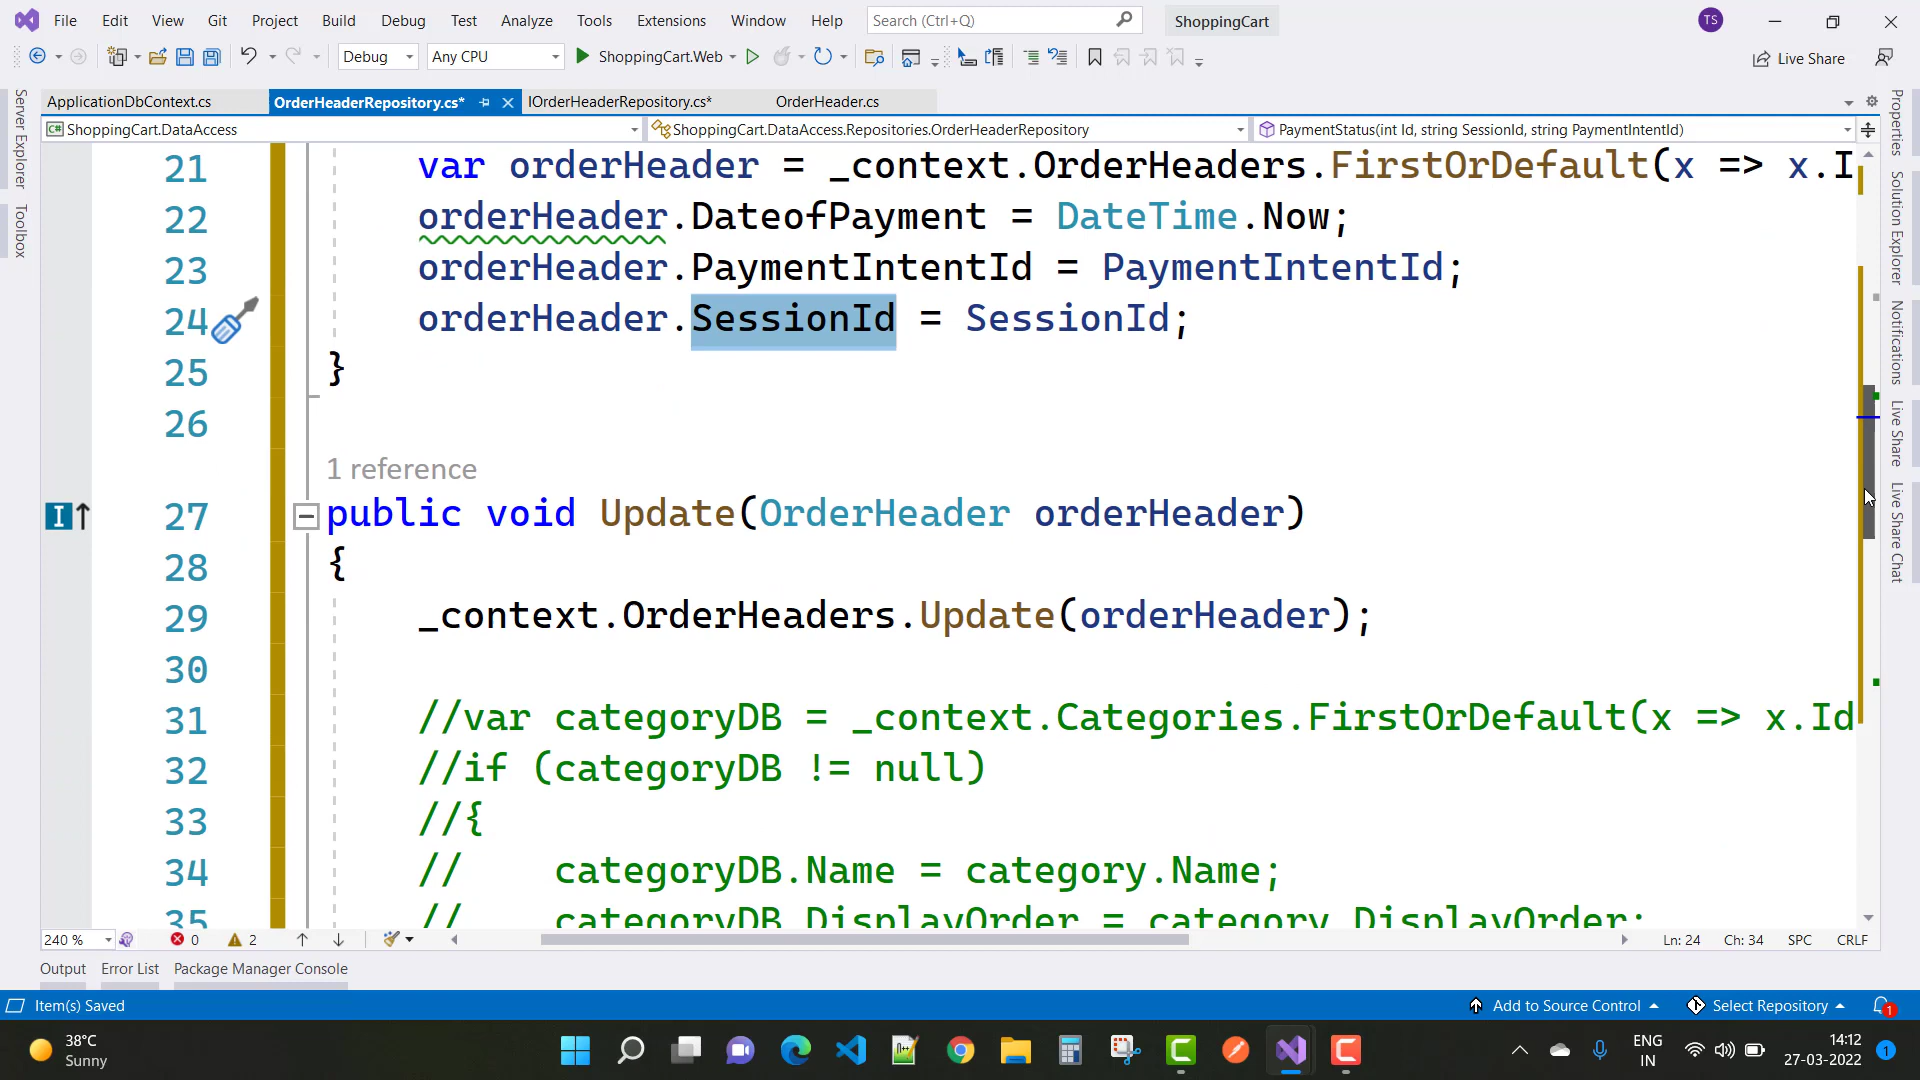 File Edit View Git Project Build Debug Test Analyze Tools Extensions Window Help Search (Ctrl+Q) ShoppingCart TS
Debug Any CPU ShoppingCart.Web Live Share
ApplicationDbContext.cs OrderHeaderRepository.cs* IOrderHeaderRepository.cs* OrderHeader.cs
C# ShoppingCart.DataAccess ShoppingCart.DataAccess.Repositories.OrderHeaderRepository PaymentStatus(int Id, string SessionId, string PaymentIntentId)
Server Explorer
Toolbox
21 var orderHeader = _context.OrderHeaders.FirstOrDefault(x => x.I
22 orderHeader.DateofPayment = DateTime.Now;
23 orderHeader.PaymentIntentId = PaymentIntentId;
24 orderHeader.SessionId = SessionId;
25 }
26
1 reference
27 public void Update(OrderHeader orderHeader)
28 {
29 _context.OrderHeaders.Update(orderHeader);
30
31 //var categoryDB = _context.Categories.FirstOrDefault(x => x.Id
32 //if (categoryDB != null)
33 //{
34 // categoryDB.Name = category.Name;
35 // categoryDB.DisplayOrder = category.DisplayOrder;
Properties
Solution Explorer
Notifications
Live Share
Live Share Chat
240 % 0 2 Ln: 24 Ch: 34 SPC CRLF
Output Error List Package Manager Console
Item(s) Saved Add to Source Control Select Repository 1
38°C
Sunny
ENG
IN
14:12
27-03-2022
1